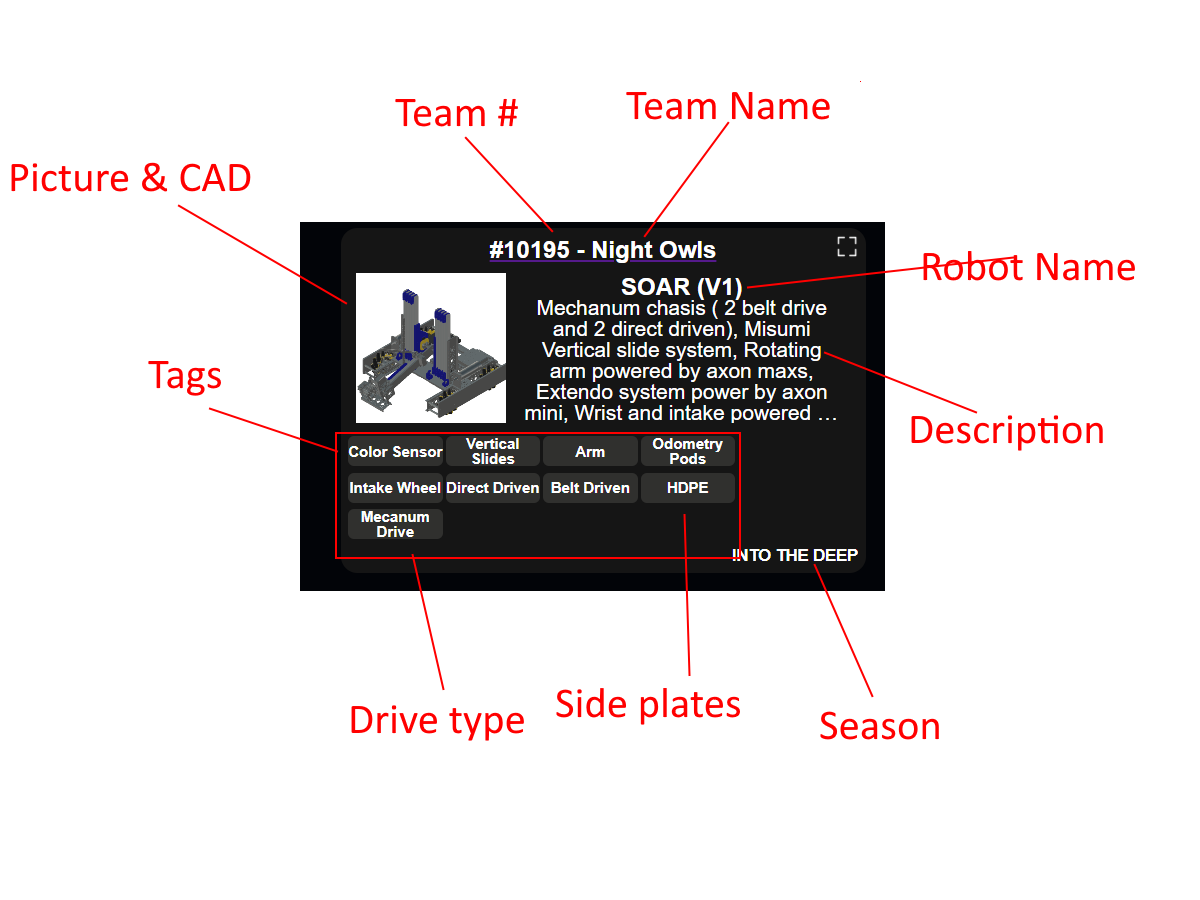 Team #
Team Name
Picture & CAD
#10195 - Night Owls
Robot Name
SOAR (V1)
Mechanum chasis ( 2 belt drive
and 2 direct driven), Misumi
Vertical slide system, Rotating
arm powered by axon maxs,
Extendo system power by axon
mini, Wrist and intake powered …
Tags
Description
Color Sensor
Vertical
Slides
Arm
Odometry
Pods
Intake Wheel
Direct Driven
Belt Driven
HDPE
Mecanum
Drive
INTO THE DEEP
Drive type
Side plates
Season